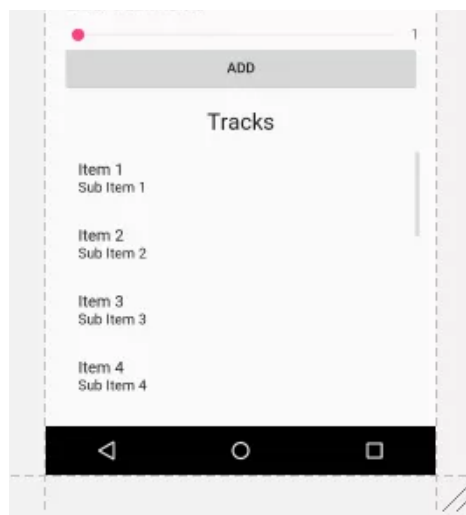 1
ADD
Tracks
Item 1
Sub Item 1
Item 2
Sub Item 2
Item 3
Sub Item 3
Item 4
Sub Item 4